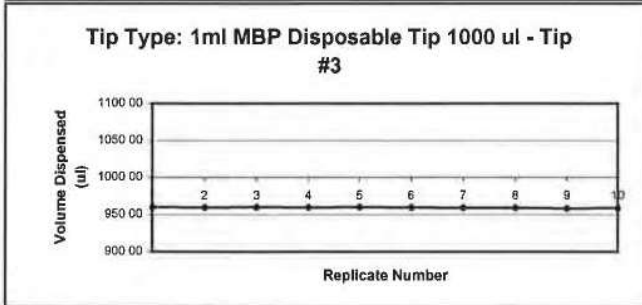 Tip Type: 1ml MBP Disposable Tip 1000 ul - Tip
#3
Volume Dispensed
(ul)
1100 00
1050 00
1000 00
950 00
900 00
2 3 4 5 6 7 8 9 10
Replicate Number